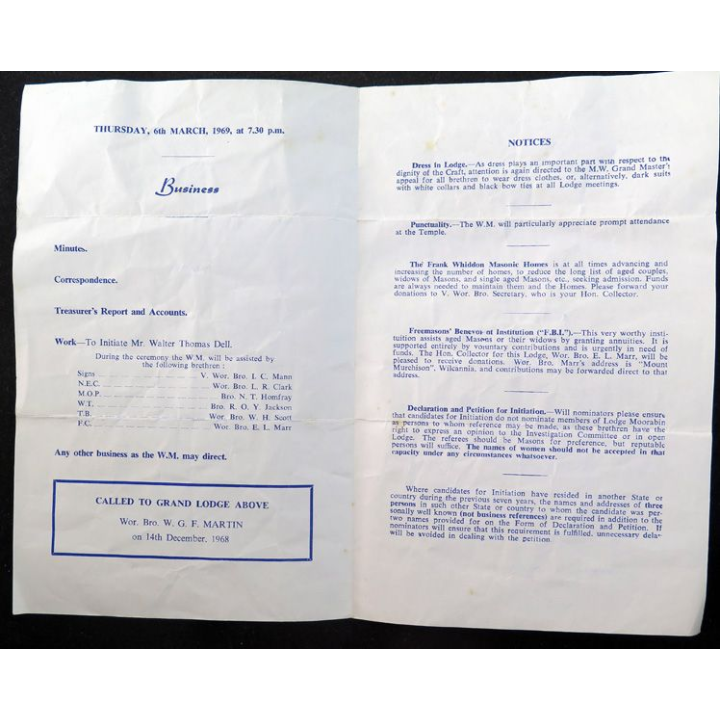 THURSDAY, 6th MARCH, 1969, at 7.30 p.m.
Business
Minutes.
Correspondence.
Treasurer's Report and Accounts.
Work—To Initiate Mr. Walter Thomas Dell.
During the ceremony the W.M. will be assisted by
the following brethren :
Signs V. Wor. Bro. I. C. Mano
N.E.C. Wor. Bro. L. R. Clark
M.O.P. Bro. N. T. Homfray
W.T. Bro. R. O. Y. Jackson
T.B. Wor. Bro. W. H. Scott
F.C. Wor. Bro. E. L. Marr
Any other business as the W.M. may direct.
CALLED TO GRAND LODGE ABOVE
Wor. Bro. W. G. F. MARTIN
on 14th December, 1968
NOTICES
Dress in Lodge.—As dress plays an important part with respect to the
dignity of the Craft, attention is again directed to the M.W. Grand Master's
appeal for all brethren to wear dress clothes, or, alternatively, dark suits
with white collars and black bow ties at all Lodge meetings.
Punctuality.—The W.M. will particularly appreciate prompt attendance
at the Temple.
The Frank Whiddon Masonic Homes is at all times advancing and
increasing the number of homes, to reduce the long list of aged couples,
widows of Masons, and single aged Masons, etc., seeking admission. Funds
are always needed to maintain them and the Homes. Please forward your
donations to V. Wor. Bro. Secretary, who is your Hon. Collector.
Freemasons' Benevolent Institution ("F.B.I.").—This very worthy insti-
tution assists aged Masons or their widows by granting annuities. It is
supported entirely by voluntary contributions and is urgently in need of
funds. The Hon. Collector for this Lodge, Wor. Bro. E. L. Marr, will be
pleased to receive donations. Wor. Bro. Marr's address is "Mount
Murchison", Wilcannia, and contributions may be forwarded direct to that
address.
Declaration and Petition for Initiation.—Will nominators please ensure
that candidates for Initiation do not nominate members of Lodge Moorabin
as persons to whom reference may be made, as these brethren have the
right to express an opinion to the Investigation Committee or in open
Lodge. The referees should be Masons for preference, but reputable
persons will suffice. The names of women should not be accepted in that
capacity under any circumstances whatsoever.
Where candidates for Initiation have resided in another State or
country during the previous seven years, the names and addresses of three
persons in such other State or country to whom the candidate was per-
sonally well known (not business references) are required in addition to the
two names provided for on the Form of Declaration and Petition. If
nominators will ensure that this requirement is fulfilled, unnecessary delay
will be avoided in dealing with the petition.